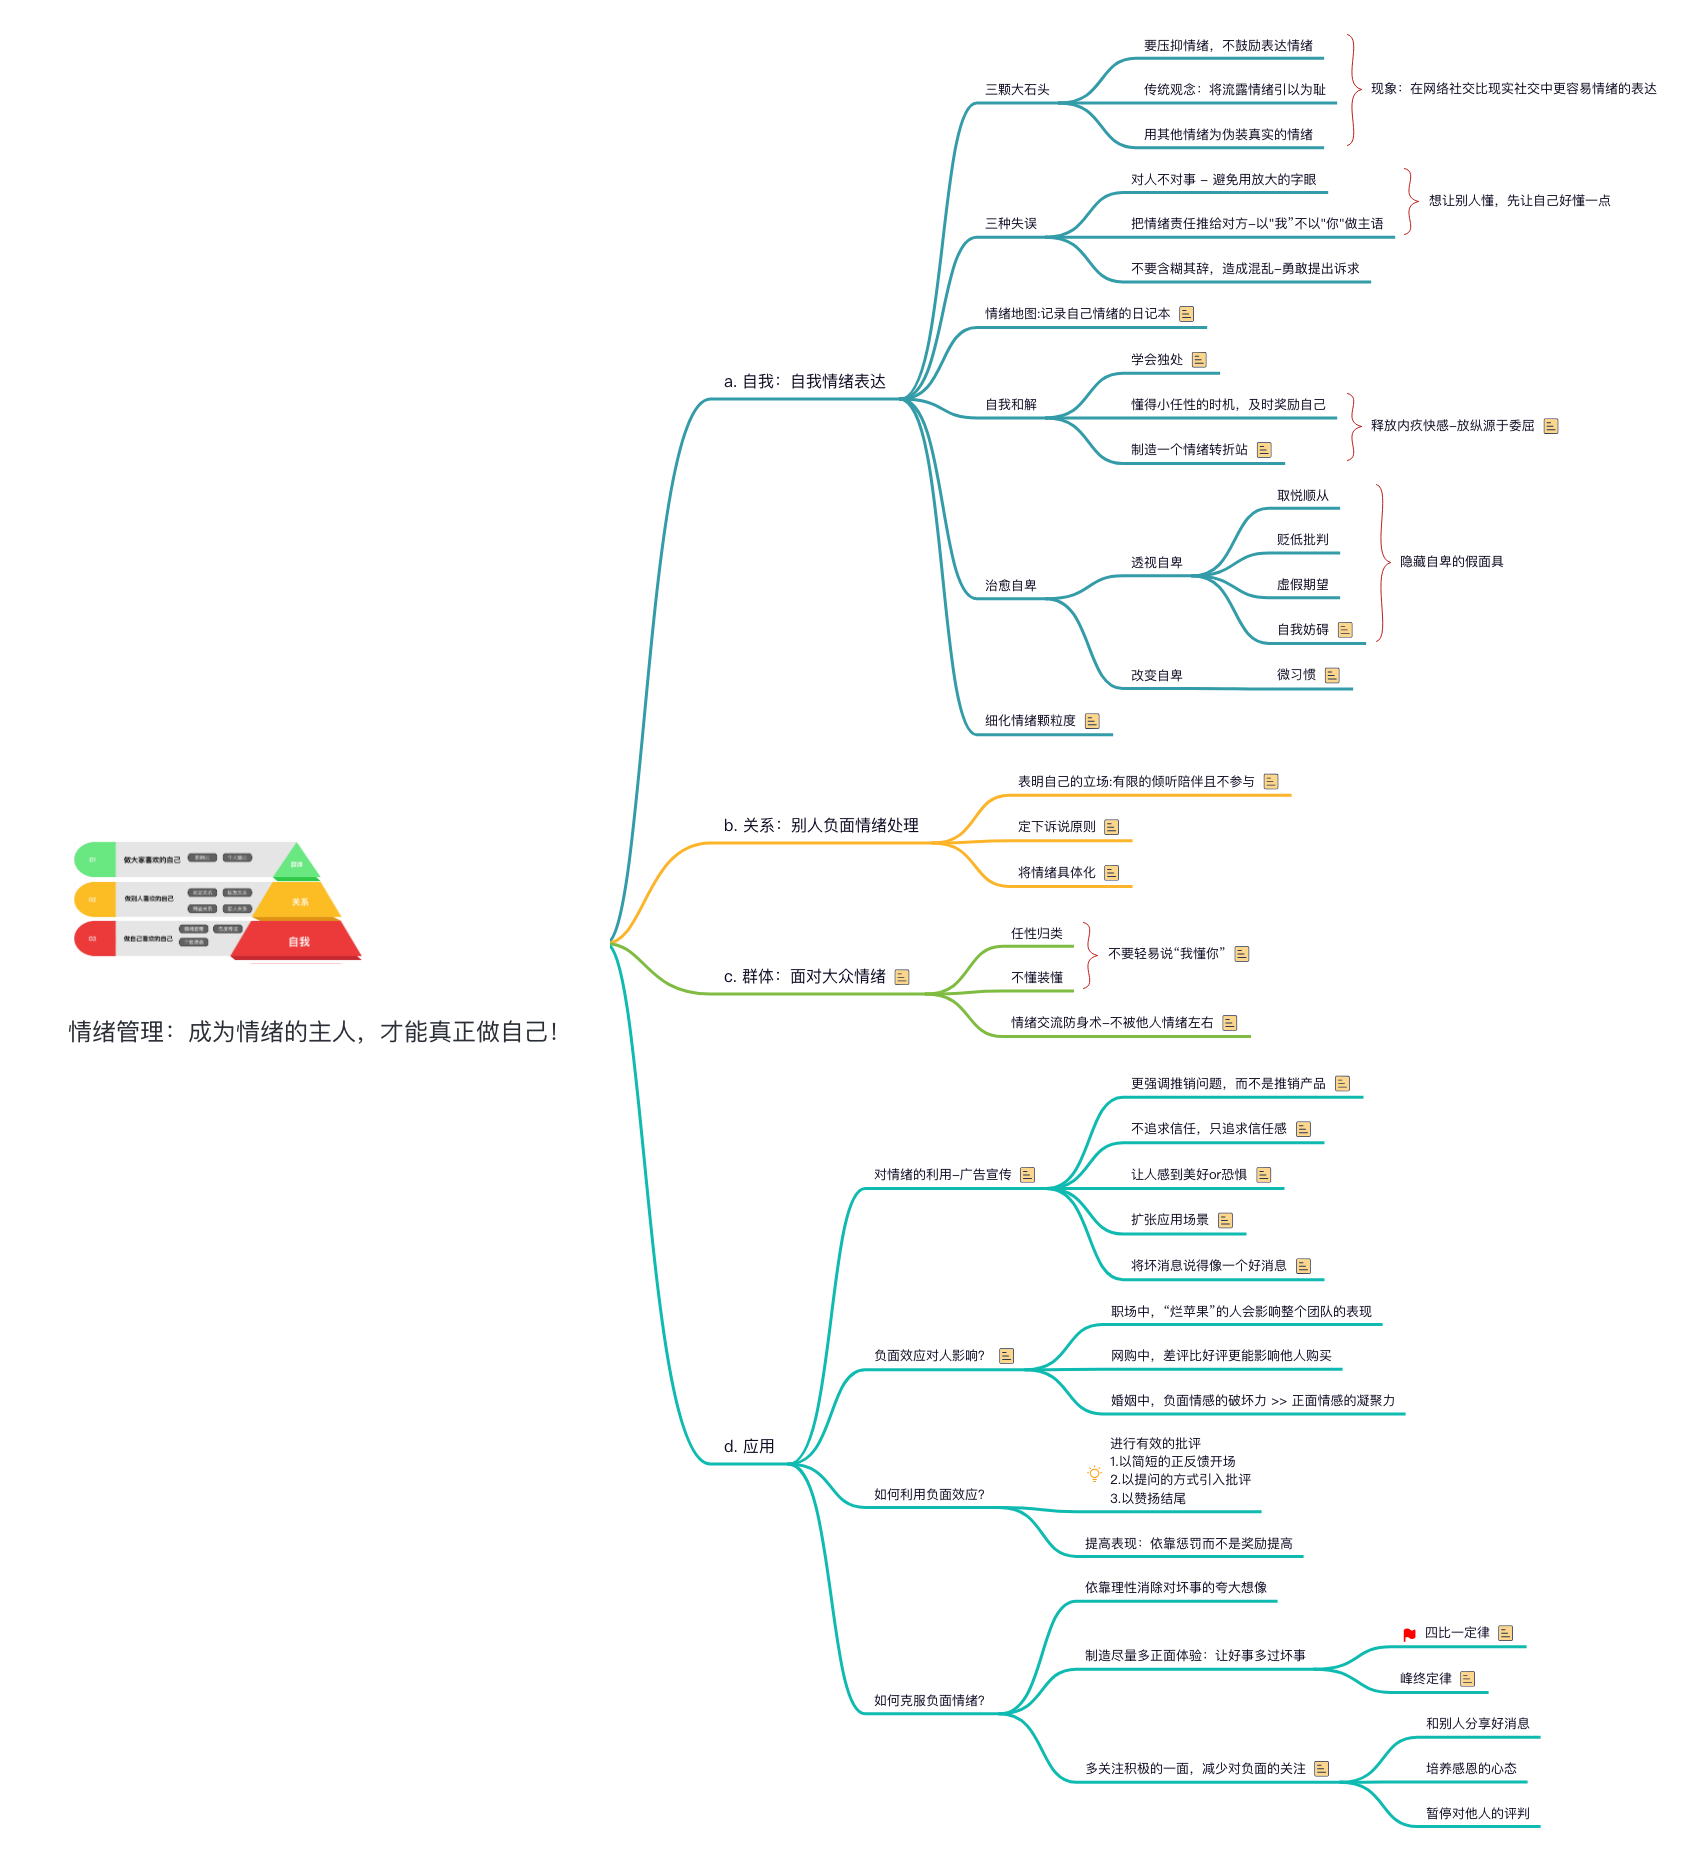 情绪管理：成为情绪的主人，才能真正做自己！
01
做大家喜欢的自己
群体
02
做别人喜欢的自己
关系
03
做自己喜欢的自己
自我
a. 自我：自我情绪表达
三颗大石头
要压抑情绪，不鼓励表达情绪
传统观念：将流露情绪引以为耻
用其他情绪为伪装真实的情绪
现象：在网络社交比现实社交中更容易情绪的表达
三种失误
对人不对事 - 避免用放大的字眼
把情绪责任推给对方-以"我”不以"你"做主语
不要含糊其辞，造成混乱-勇敢提出诉求
想让别人懂，先让自己好懂一点
情绪地图:记录自己情绪的日记本
自我和解
学会独处
懂得小任性的时机，及时奖励自己
制造一个情绪转折站
释放内疚快感-放纵源于委屈
治愈自卑
透视自卑
取悦顺从
贬低批判
虚假期望
自我妨碍
隐藏自卑的假面具
改变自卑
微习惯
细化情绪颗粒度
b. 关系：别人负面情绪处理
表明自己的立场:有限的倾听陪伴且不参与
定下诉说原则
将情绪具体化
c. 群体：面对大众情绪
任性归类
不懂装懂
不要轻易说“我懂你”
情绪交流防身术-不被他人情绪左右
d. 应用
对情绪的利用-广告宣传
更强调推销问题，而不是推销产品
不追求信任，只追求信任感
让人感到美好or恐惧
扩张应用场景
将坏消息说得像一个好消息
负面效应对人影响？
职场中，“烂苹果”的人会影响整个团队的表现
网购中，差评比好评更能影响他人购买
婚姻中，负面情感的破坏力 >> 正面情感的凝聚力
如何利用负面效应？
进行有效的批评
1.以简短的正反馈开场
2.以提问的方式引入批评
3.以赞扬结尾
提高表现：依靠惩罚而不是奖励提高
如何克服负面情绪？
依靠理性消除对坏事的夸大想像
制造尽量多正面体验：让好事多过坏事
四比一定律
峰终定律
多关注积极的一面，减少对负面的关注
和别人分享好消息
培养感恩的心态
暂停对他人的评判